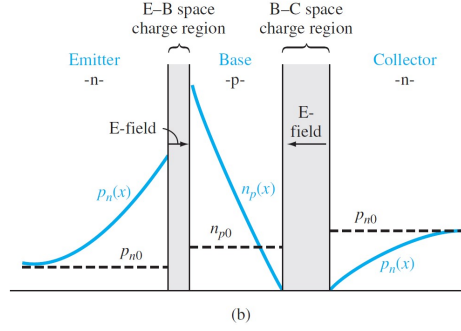 E–B space
charge region
B–C space
charge region
Emitter
-n-
Base
-p-
Collector
-n-
E-field
E-
field
pn(x)
np(x)
pn0
np0
pn0
pn(x)
(b)